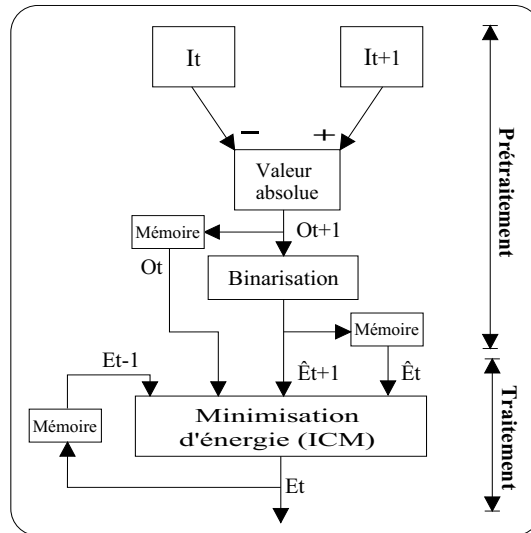 It
It+1
−
+
Prétraitement
Valeur
absolue
Mémoire
Ot+1
Ot
Binarisation
Mémoire
Et-1
Êt+1
Êt
Mémoire
Minimisation
d'énergie (ICM)
Traitement
Et